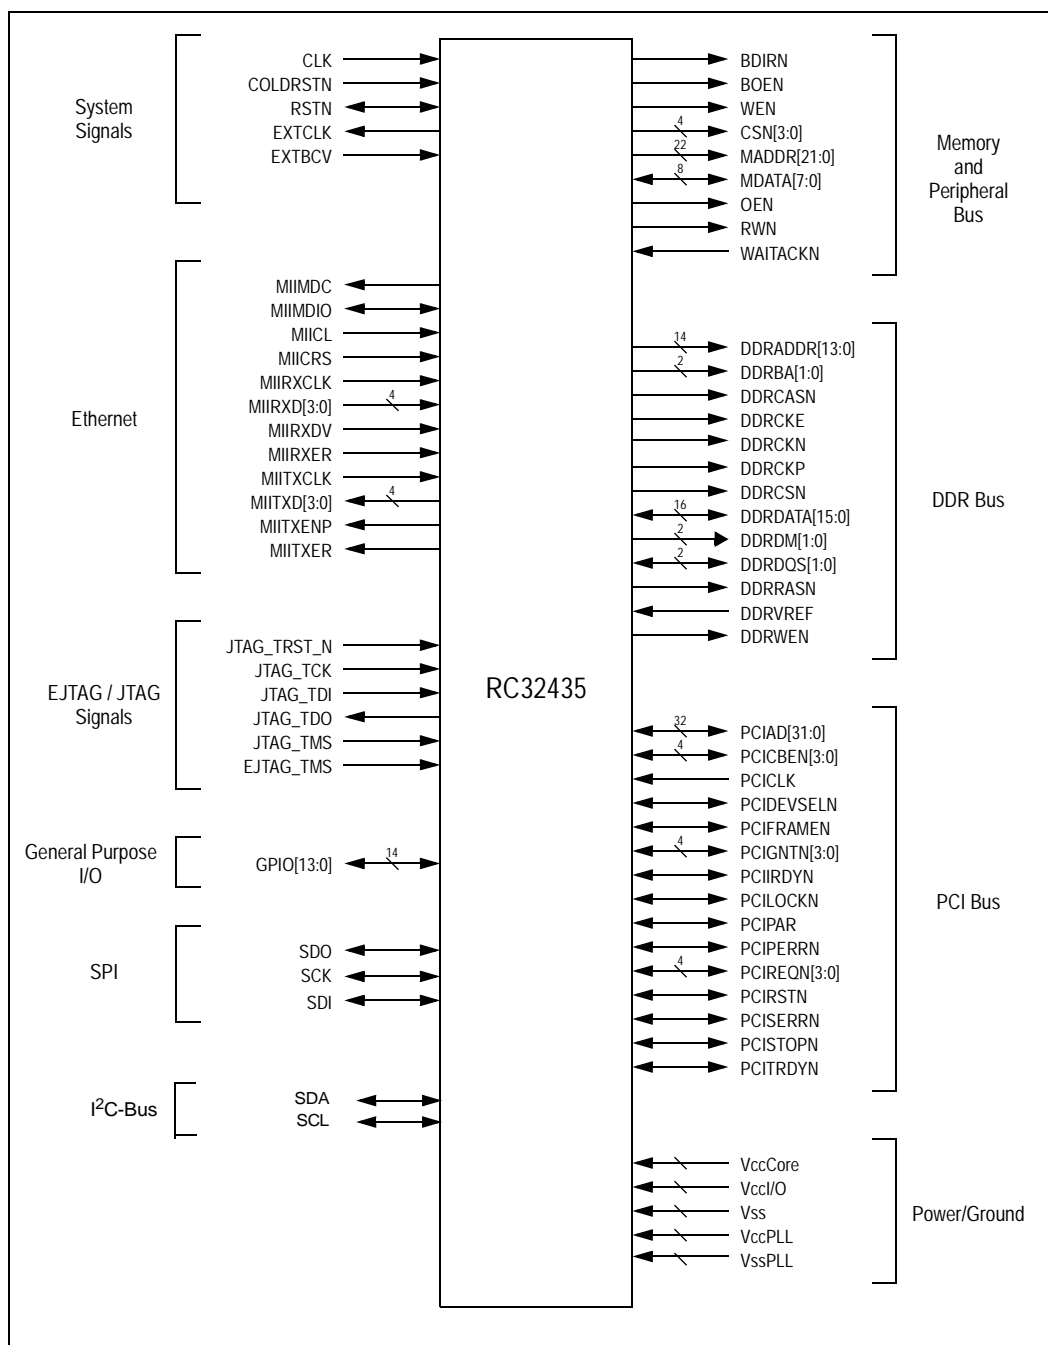 System
Signals
CLK
COLDRSTN
RSTN
EXTCLK
EXTBCV
Ethernet
MIIMDC
MIIMDIO
MIICL
MIICRS
MIIRXCLK
MIIRXD[3:0]
4
MIIRXDV
MIIRXER
MIITXCLK
MIITXD[3:0]
4
MIITXENP
MIITXER
EJTAG / JTAG
Signals
JTAG_TRST_N
JTAG_TCK
JTAG_TDI
JTAG_TDO
JTAG_TMS
EJTAG_TMS
General Purpose
I/O
GPIO[13:0]
14
SPI
SDO
SCK
SDI
I²C-Bus
SDA
SCL
RC32435
BDIRN
BOEN
WEN
4
CSN[3:0]
22
MADDR[21:0]
8
MDATA[7:0]
OEN
RWN
WAITACKN
Memory
and
Peripheral
Bus
14
DDRADDR[13:0]
2
DDRBA[1:0]
DDRCASN
DDRCKE
DDRCKN
DDRCKP
DDRCSN
16
DDRDATA[15:0]
2
DDRDM[1:0]
2
DDRDQS[1:0]
DDRRASN
DDRVREF
DDRWEN
DDR Bus
32
PCIAD[31:0]
4
PCICBEN[3:0]
PCICLK
PCIDEVSELN
PCIFRAMEN
4
PCIGNTN[3:0]
PCIIRDYN
PCILOCKN
PCIPAR
PCIPERRN
4
PCIREQN[3:0]
PCIRSTN
PCISERRN
PCISTOPN
PCITRDYN
PCI Bus
VccCore
VccI/O
Vss
VccPLL
VssPLL
Power/Ground